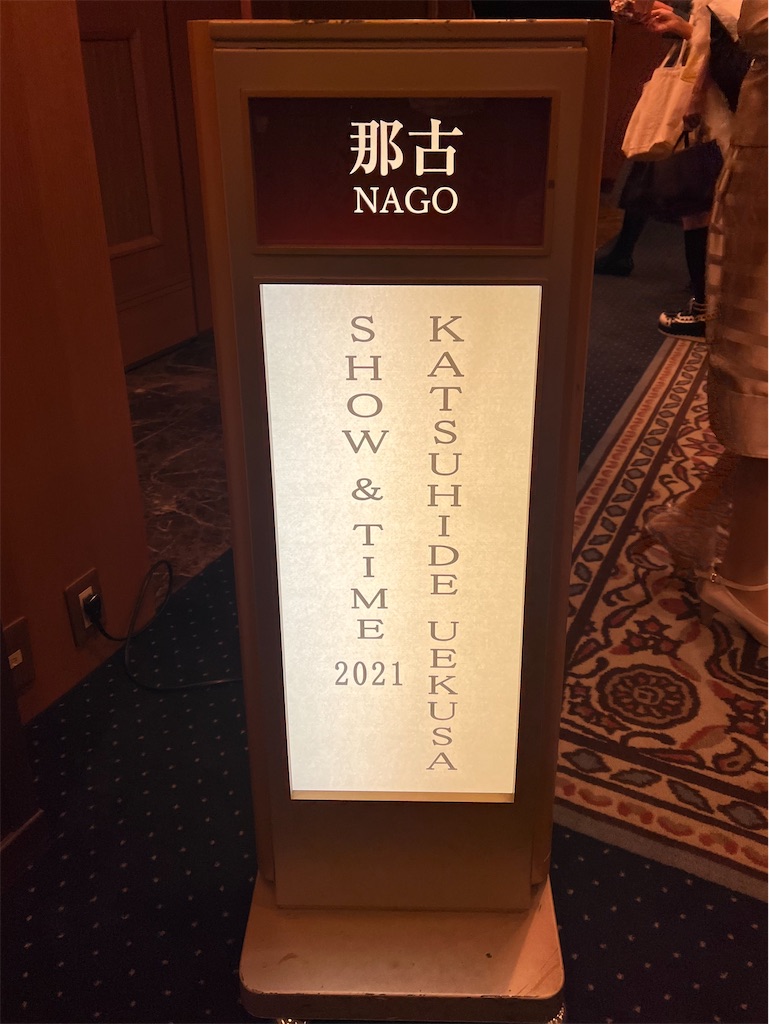 那古
NAGO
KATSUHIDE UEKUSA
SHOW & TIME
2021